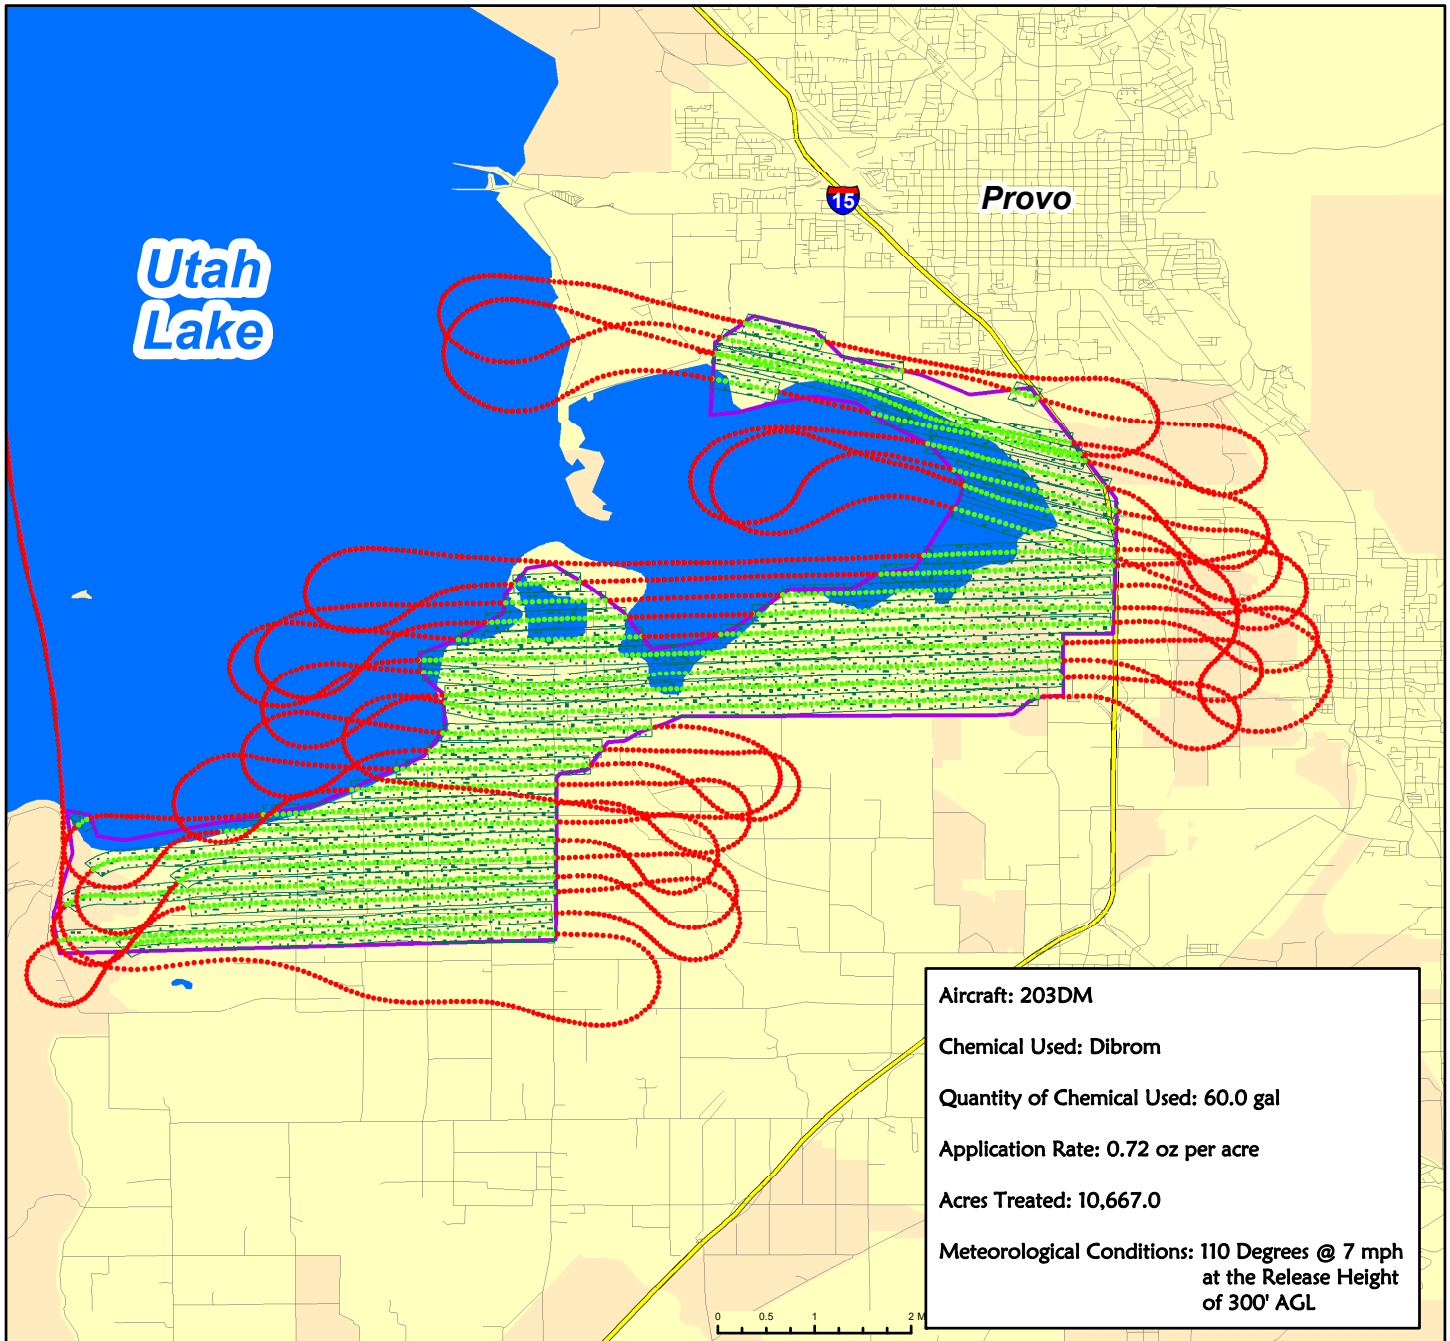 15
Provo
Utah
Lake
Aircraft: 203DM
Chemical Used: Dibrom
Quantity of Chemical Used: 60.0 gal
Application Rate: 0.72 oz per acre
Acres Treated: 10,667.0
Meteorological Conditions: 110 Degrees @ 7 mph
at the Release Height
of 300' AGL
0 0.5 1 2 M